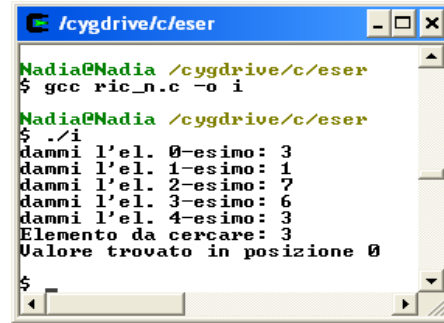 /cygdrive/c/eser
Nadia@Nadia /cygdrive/c/eser
$ gcc ric_n.c -o i
Nadia@Nadia /cygdrive/c/eser
$ ./i
dammi l'el. 0-esimo: 3
dammi l'el. 1-esimo: 1
dammi l'el. 2-esimo: 7
dammi l'el. 3-esimo: 6
dammi l'el. 4-esimo: 3
Elemento da cercare: 3
Valore trovato in posizione 0
$ _